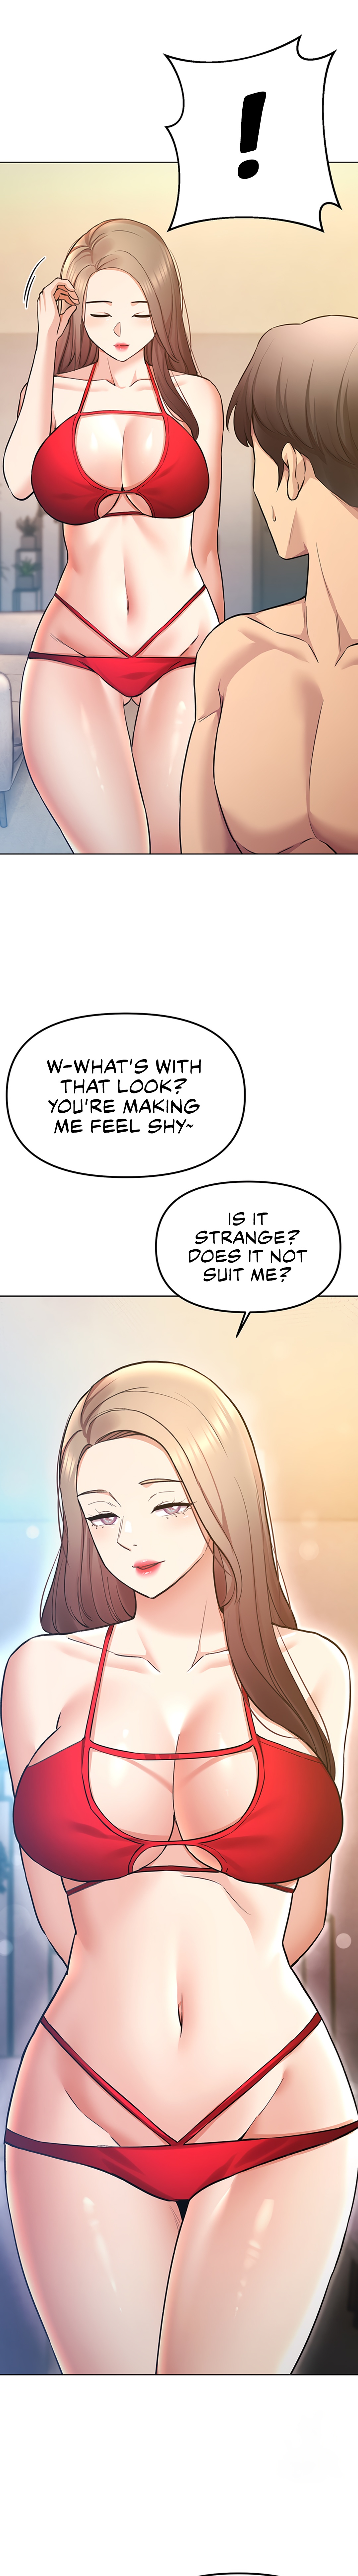 !
W-WHAT'S WITH
THAT LOOK?
YOU'RE MAKING
ME FEEL SHY~
IS IT
STRANGE?
DOES IT NOT
SUIT ME?